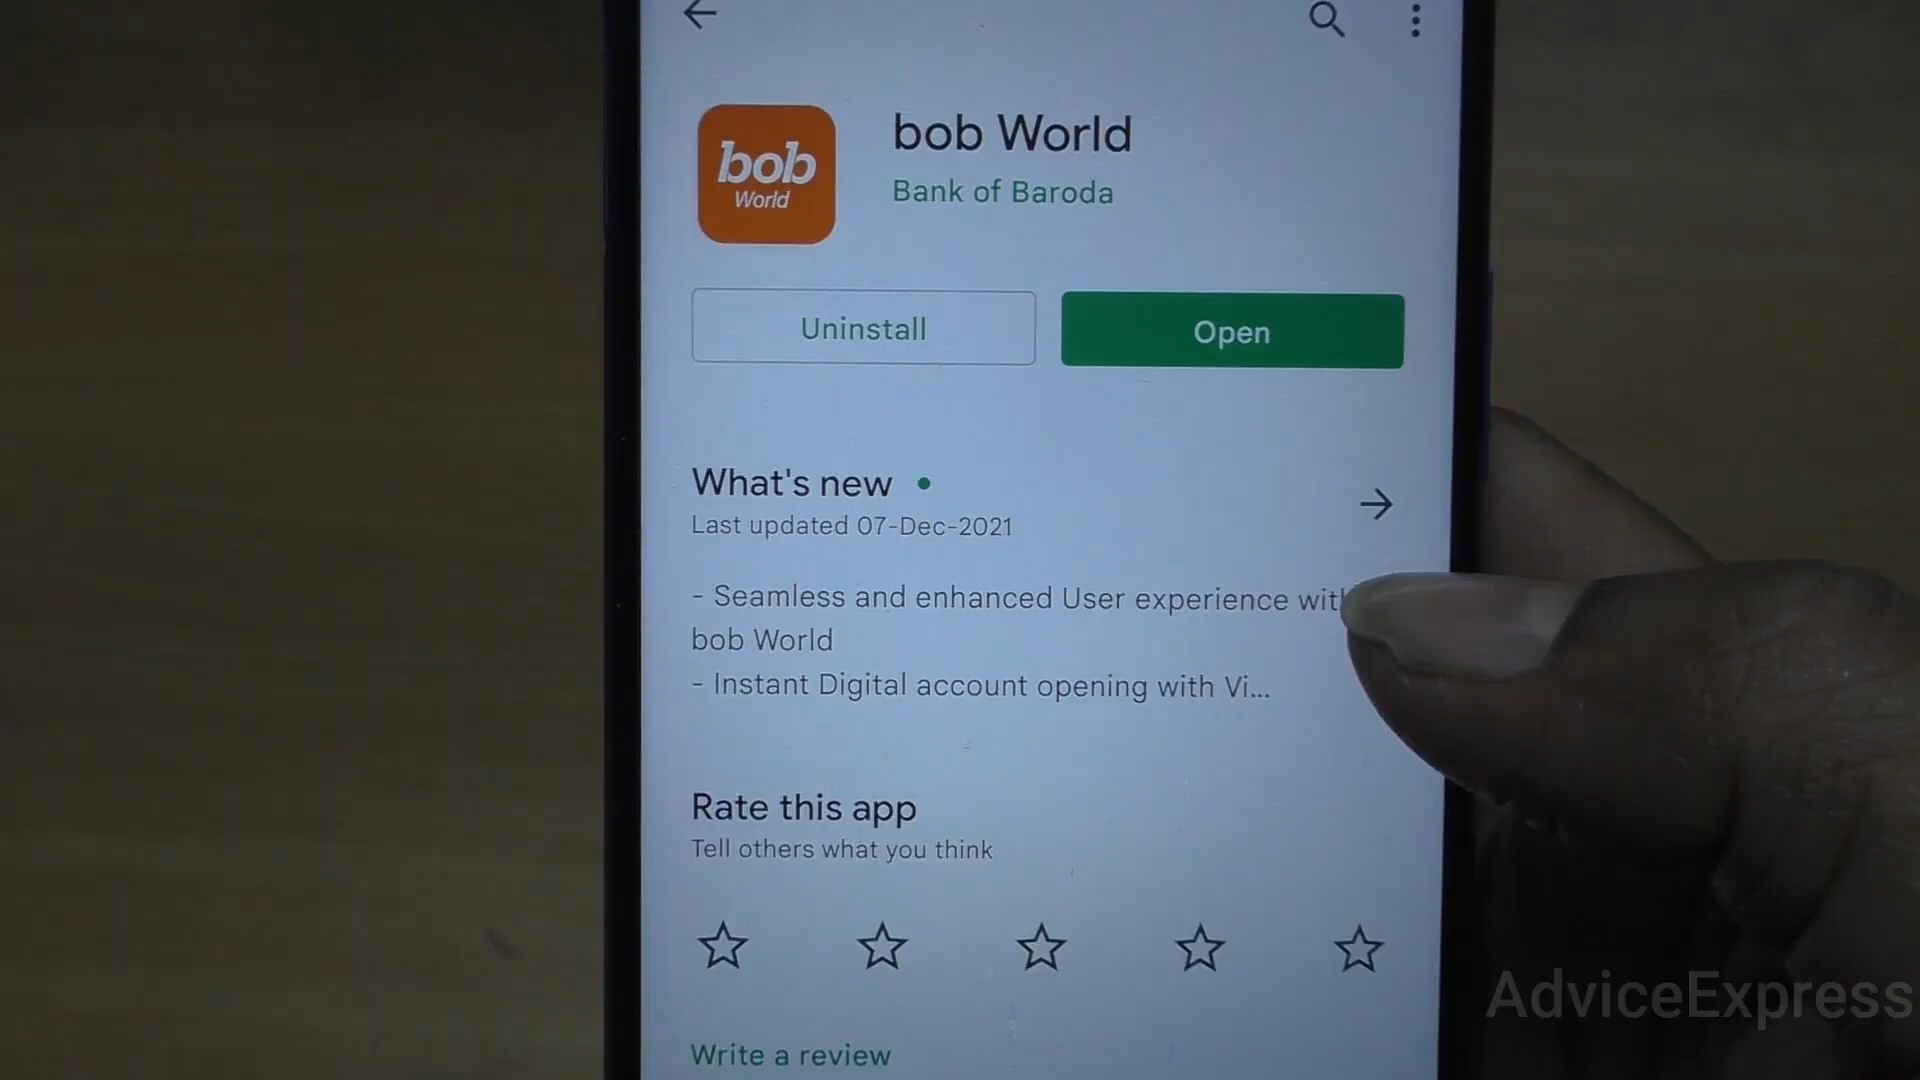 bob World
Bank of Baroda
bob
World
Uninstall
Open
What's new
Last updated 07-Dec-2021
- Seamless and enhanced User experience with
bob World
- Instant Digital account opening with Vi...
Rate this app
Tell others what you think
Write a review
AdviceExpress